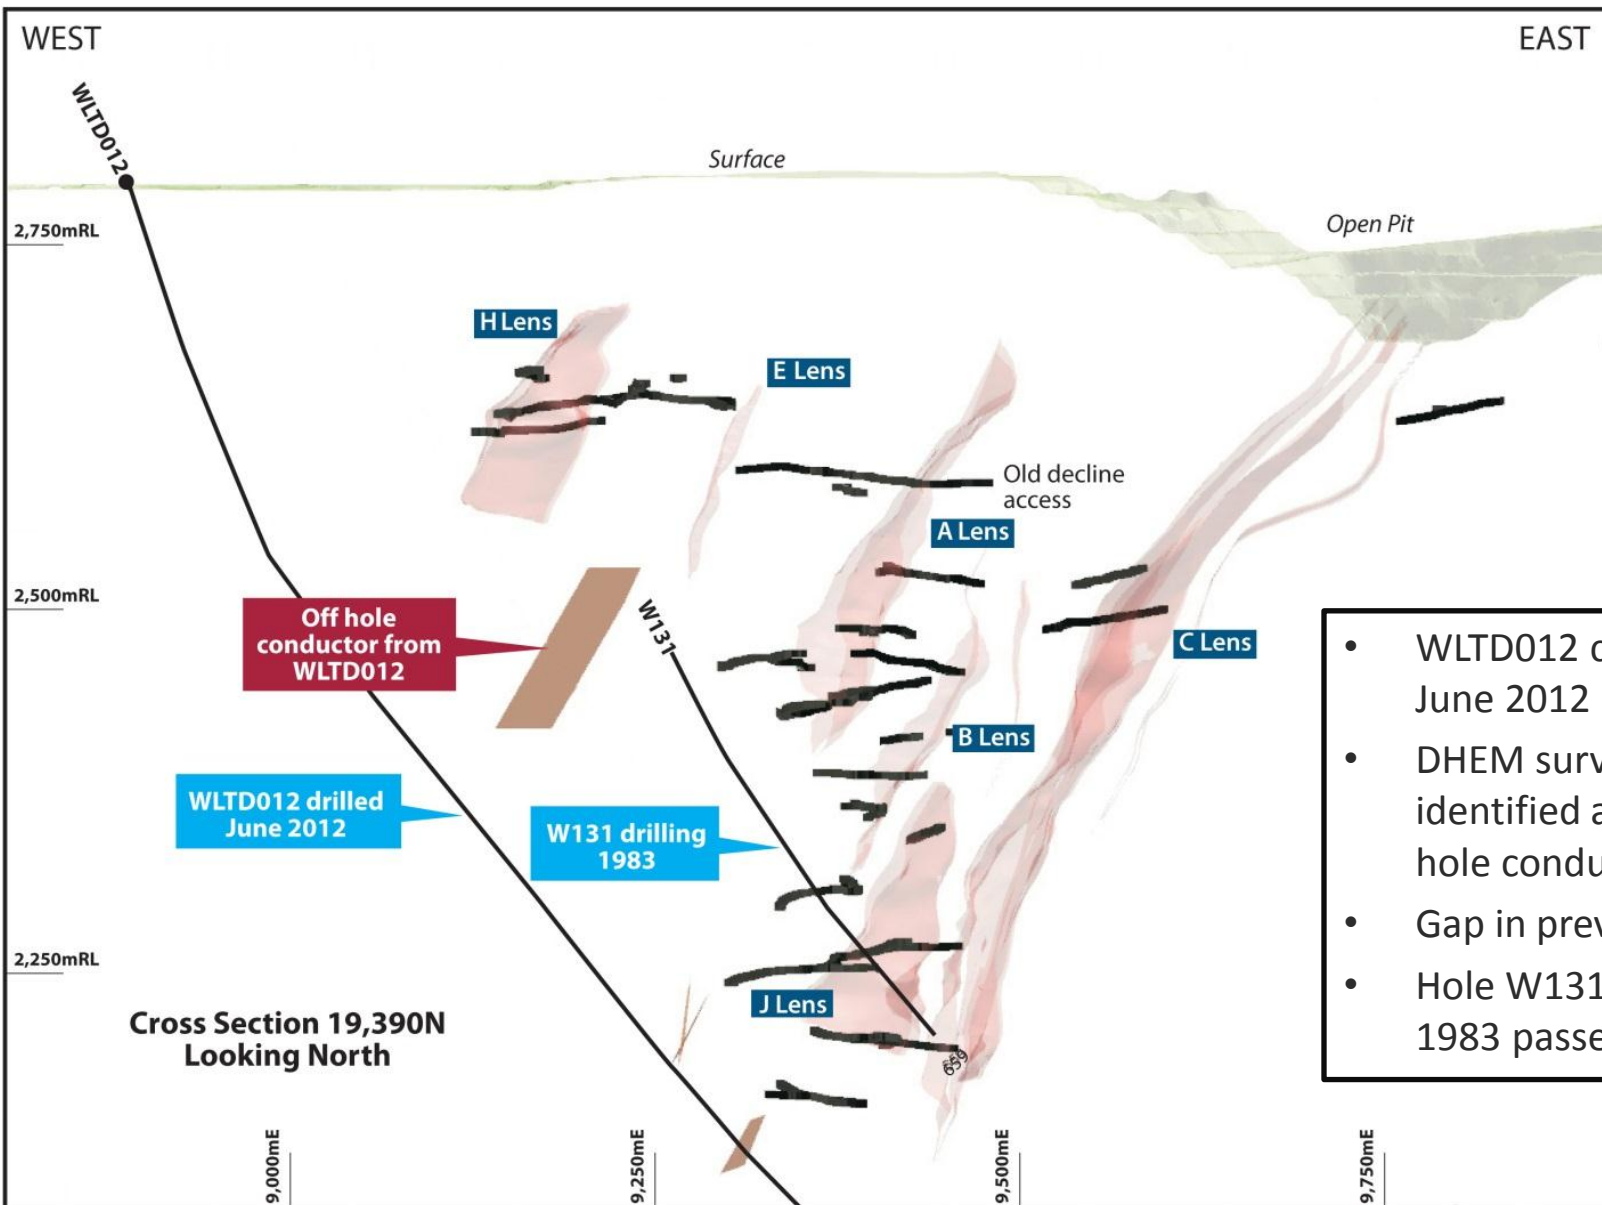 WEST
EAST
WLTD012
Surface
2,750mRL
Open Pit
H Lens
E Lens
Old decline
access
A Lens
2,500mRL
Off hole
conductor from
WLTD012
W131
C Lens
B Lens
WLTD012 drilled
June 2012
W131 drilling
1983
2,250mRL
J Lens
Cross Section 19,390N
Looking North
659
9,000mE
9,250mE
9,500mE
9,750mE
• WLTD012
June 2012
• DHEM surv
identified a
hole condu
• Gap in prev
• Hole W131
1983 passe